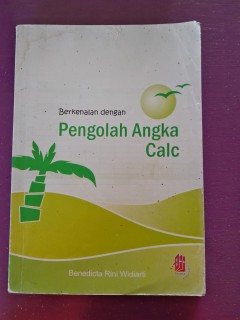 Berkenalan dengan
Pengolah Angka
Calc
Benedicta Rini Widiarti